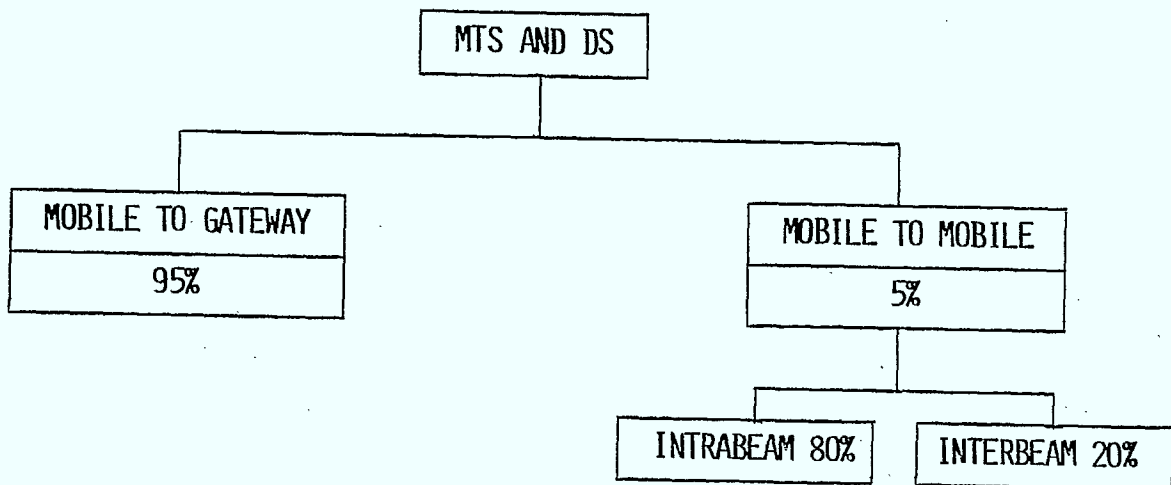 MTS AND DS
MOBILE TO GATEWAY
95%
MOBILE TO MOBILE
5%
INTRABEAM 80%
INTERBEAM 20%